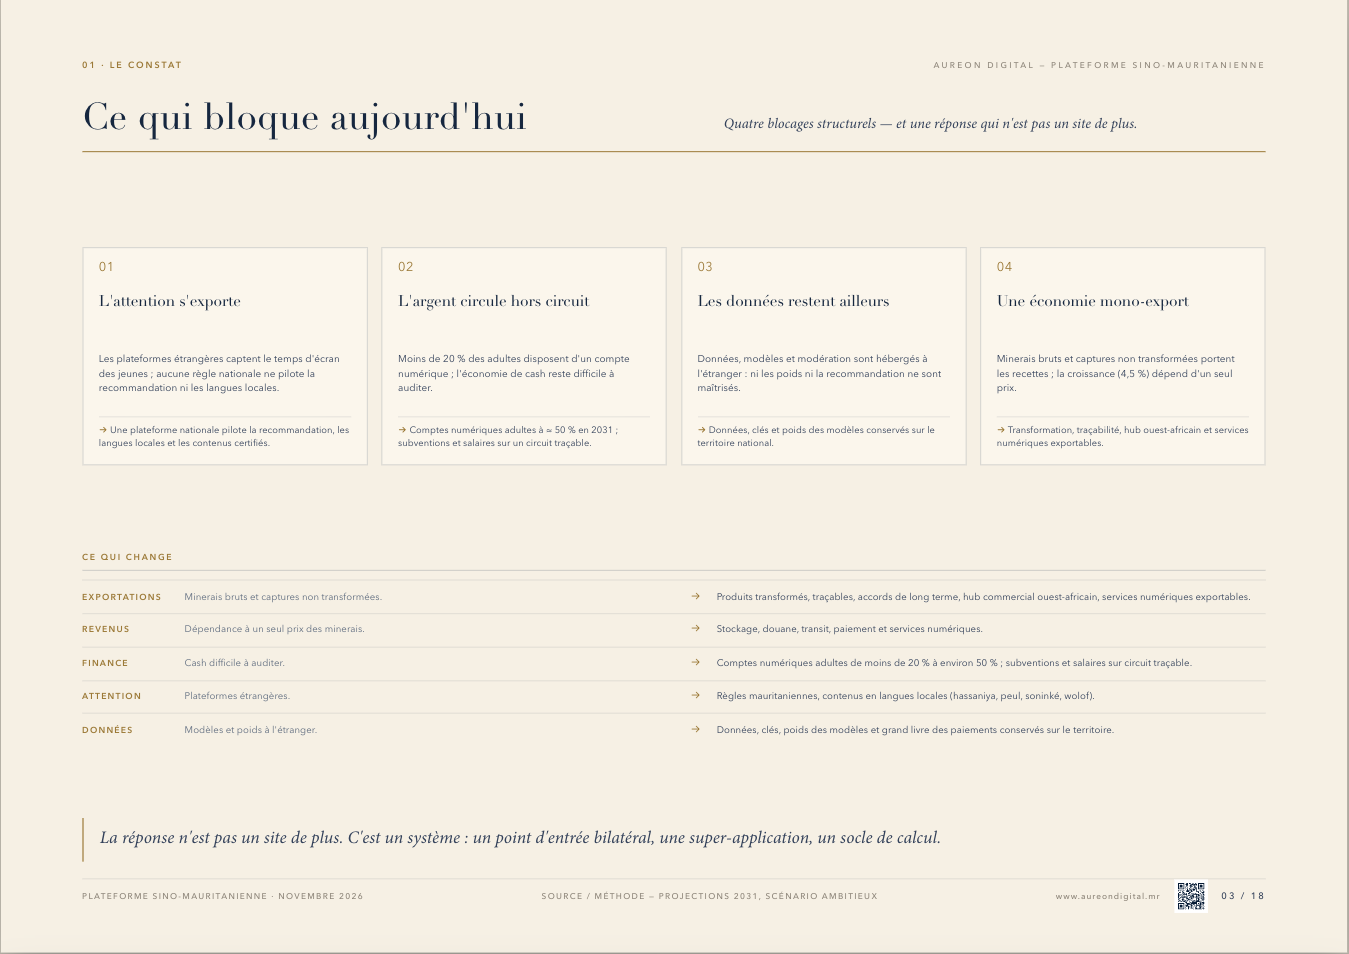 01 · LE CONSTAT
AUREON DIGITAL – PLATEFORME SINO-MAURITANIENNE
Ce qui bloque aujourd'hui
Quatre blocages structurels — et une réponse qui n'est pas un site de plus.
01
L'attention s'exporte
Les plateformes étrangères captent le temps d'écran
des jeunes ; aucune règle nationale ne pilote la
recommandation ni les langues locales.
→ Une plateforme nationale pilote la recommandation, les
langues locales et les contenus certifiés.
02
L'argent circule hors circuit
Moins de 20 % des adultes disposent d'un compte
numérique ; l'économie de cash reste difficile à
auditer.
→ Comptes numériques adultes à ≈ 50 % en 2031 ;
subventions et salaires sur un circuit traçable.
03
Les données restent ailleurs
Données, modèles et modération sont hébergés à
l'étranger : ni les poids ni la recommandation ne sont
maîtrisés.
→ Données, clés et poids des modèles conservés sur le
territoire national.
04
Une économie mono-export
Minerais bruts et captures non transformées portent
les recettes ; la croissance (4,5 %) dépend d'un seul
prix.
→ Transformation, traçabilité, hub ouest-africain et services
numériques exportables.
CE QUI CHANGE
EXPORTATIONS Minerais bruts et captures non transformées. → Produits transformés, traçables, accords de long terme, hub commercial ouest-africain, services numériques exportables.
REVENUS Dépendance à un seul prix des minerais. → Stockage, douane, transit, paiement et services numériques.
FINANCE Cash difficile à auditer. → Comptes numériques adultes de moins de 20 % à environ 50 % ; subventions et salaires sur circuit traçable.
ATTENTION Plateformes étrangères. → Règles mauritaniennes, contenus en langues locales (hassaniya, peul, soninké, wolof).
DONNÉES Modèles et poids à l'étranger. → Données, clés, poids des modèles et grand livre des paiements conservés sur le territoire.
La réponse n'est pas un site de plus. C'est un système : un point d'entrée bilatéral, une super-application, un socle de calcul.
PLATEFORME SINO-MAURITANIENNE · NOVEMBRE 2026
SOURCE / MÉTHODE – PROJECTIONS 2031, SCÉNARIO AMBITIEUX
www.aureondigital.mr
03 / 18